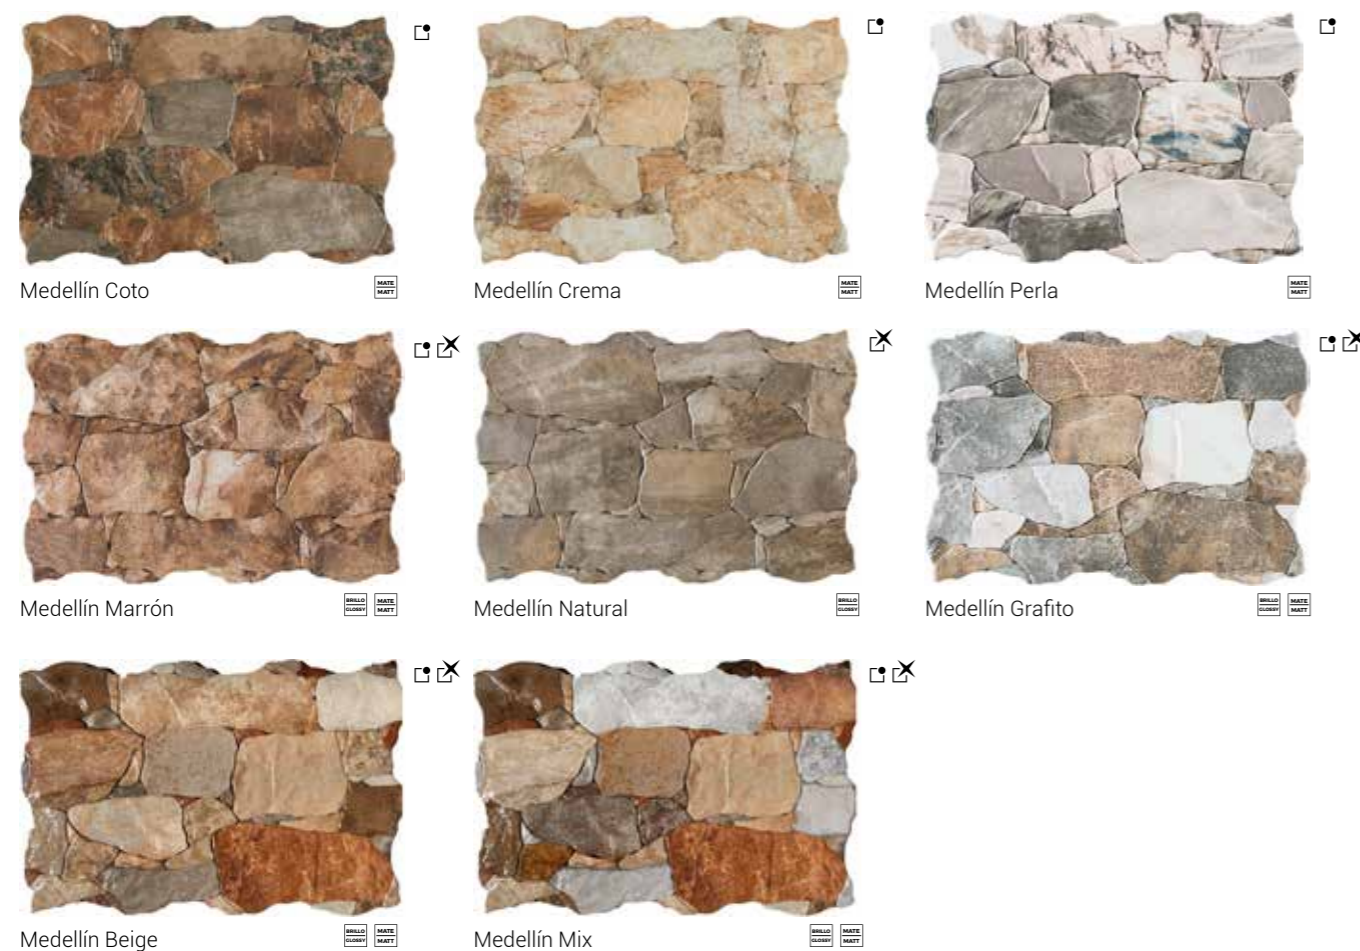 Medellín Coto
MATE
MATT
Medellín Crema
MATE
MATT
Medellín Perla
MATE
MATT
Medellín Marrón
BRILLO
GLOSSY
MATE
MATT
Medellín Natural
BRILLO
GLOSSY
Medellín Grafito
BRILLO
GLOSSY
MATE
MATT
Medellín Beige
BRILLO
GLOSSY
MATE
MATT
Medellín Mix
BRILLO
GLOSSY
MATE
MATT